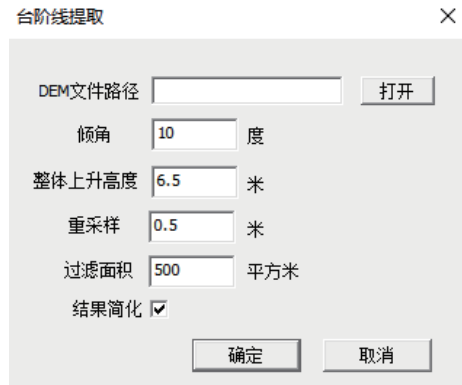 台阶线提取
DEM文件路径 打开
倾角 10 度
整体上升高度 6.5 米
重采样 0.5 米
过滤面积 500 平方米
结果简化
确定 取消